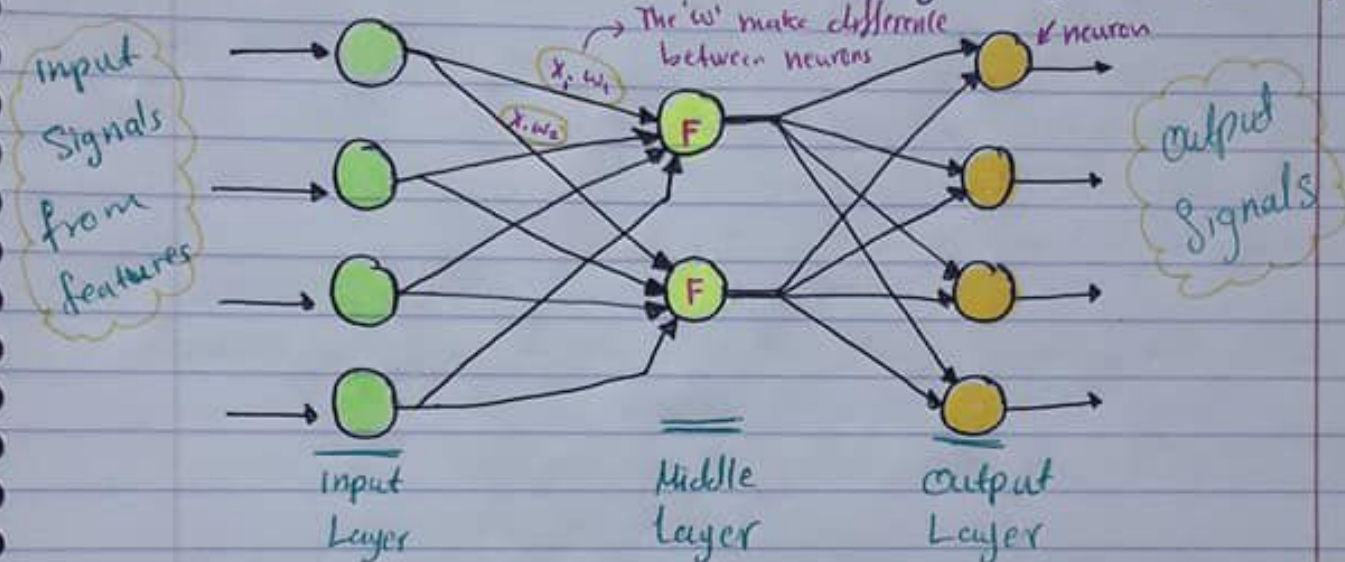 The 'w' make difference
between neurons
neuron
input
Signals
from
features
x₁.w₁
x.w₂
F
F
Output
Signals
Input
Layer
Middle
Layer
Output
Layer